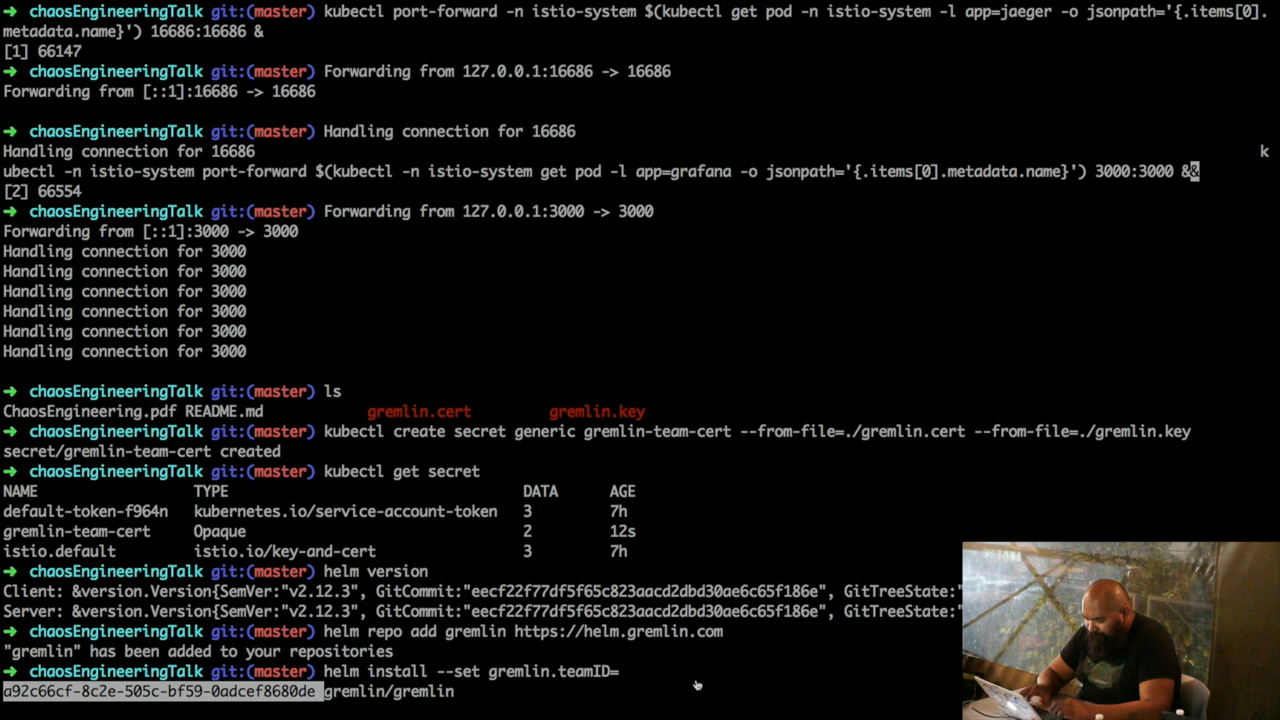 ➜ chaosEngineeringTalk git:(master) kubectl port-forward -n istio-system $(kubectl get pod -n istio-system -l app=jaeger -o jsonpath='{.items[0].
metadata.name}') 16686:16686 &
[1] 66147
➜ chaosEngineeringTalk git:(master) Forwarding from 127.0.0.1:16686 -> 16686
Forwarding from [::1]:16686 -> 16686
➜ chaosEngineeringTalk git:(master) Handling connection for 16686
Handling connection for 16686
k
ubectl -n istio-system port-forward $(kubectl -n istio-system get pod -l app=grafana -o jsonpath='{.items[0].metadata.name}') 3000:3000 &&
[2] 66554
➜ chaosEngineeringTalk git:(master) Forwarding from 127.0.0.1:3000 -> 3000
Forwarding from [::1]:3000 -> 3000
Handling connection for 3000
Handling connection for 3000
Handling connection for 3000
Handling connection for 3000
Handling connection for 3000
Handling connection for 3000
➜ chaosEngineeringTalk git:(master) ls
ChaosEngineering.pdf README.md gremlin.cert gremlin.key
➜ chaosEngineeringTalk git:(master) kubectl create secret generic gremlin-team-cert --from-file=./gremlin.cert --from-file=./gremlin.key
secret/gremlin-team-cert created
➜ chaosEngineeringTalk git:(master) kubectl get secret
NAME TYPE DATA AGE
default-token-f964n kubernetes.io/service-account-token 3 7h
gremlin-team-cert Opaque 2 12s
istio.default istio.io/key-and-cert 3 7h
➜ chaosEngineeringTalk git:(master) helm version
Client: &version.Version{SemVer:"v2.12.3", GitCommit:"eecf22f77df5f65c823aacd2dbd30ae6c65f186e", GitTreeState:"
Server: &version.Version{SemVer:"v2.12.3", GitCommit:"eecf22f77df5f65c823aacd2dbd30ae6c65f186e", GitTreeState:"
➜ chaosEngineeringTalk git:(master) helm repo add gremlin https://helm.gremlin.com
"gremlin" has been added to your repositories
➜ chaosEngineeringTalk git:(master) helm install --set gremlin.teamID=
a92c66cf-8c2e-505c-bf59-0adcef8680de gremlin/gremlin